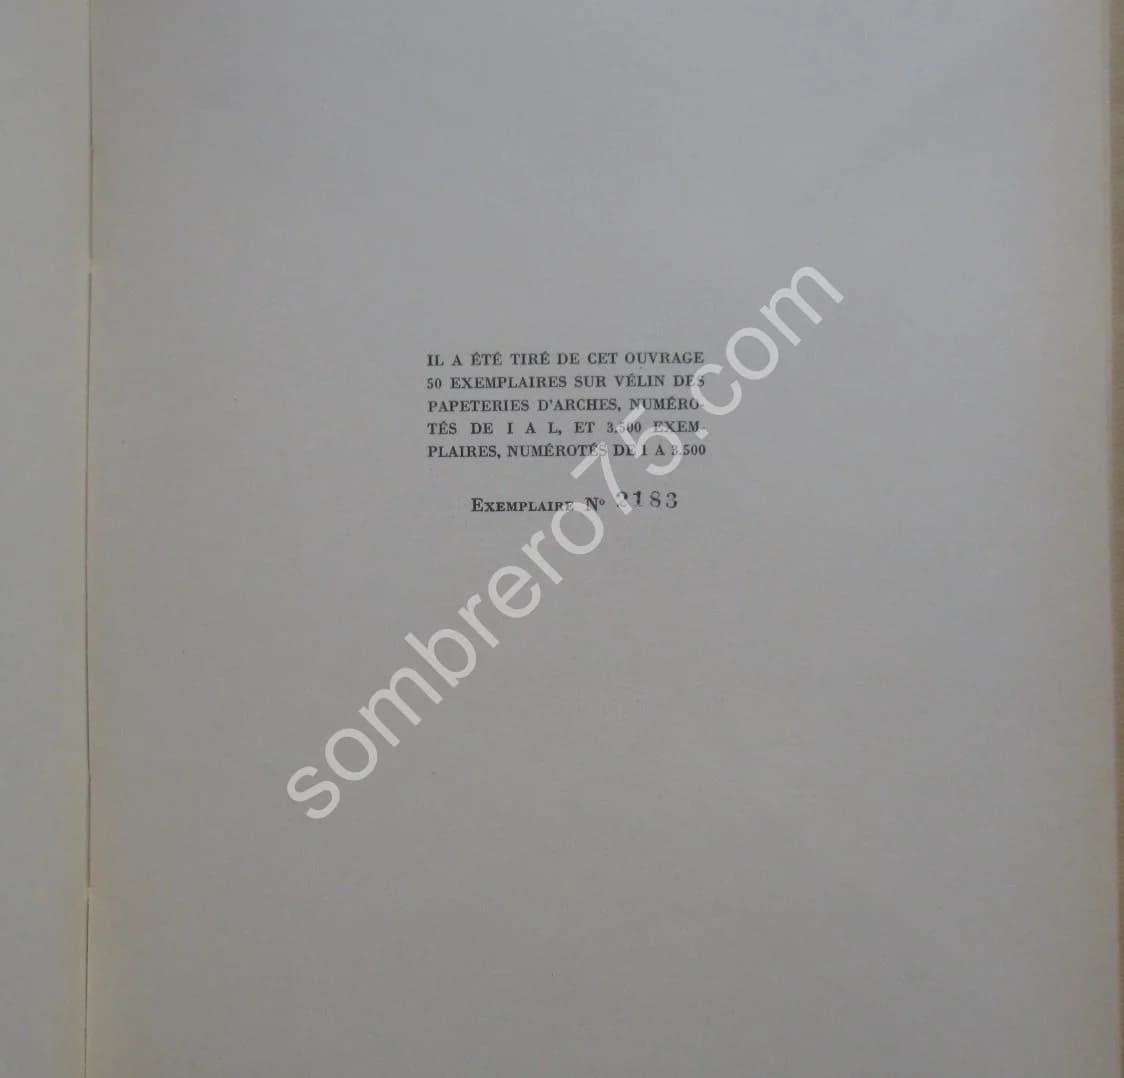 IL A ÉTÉ TIRÉ DE CET OUVRAGE
50 EXEMPLAIRES SUR VÉLIN DES
PAPETERIES D'ARCHES, NUMÉRO-
TÉS DE I A L, ET 3.500 EXEM-
PLAIRES, NUMÉROTÉS DE 1 A 3.500
EXEMPLAIRE Nº 2183
sombrero75.com